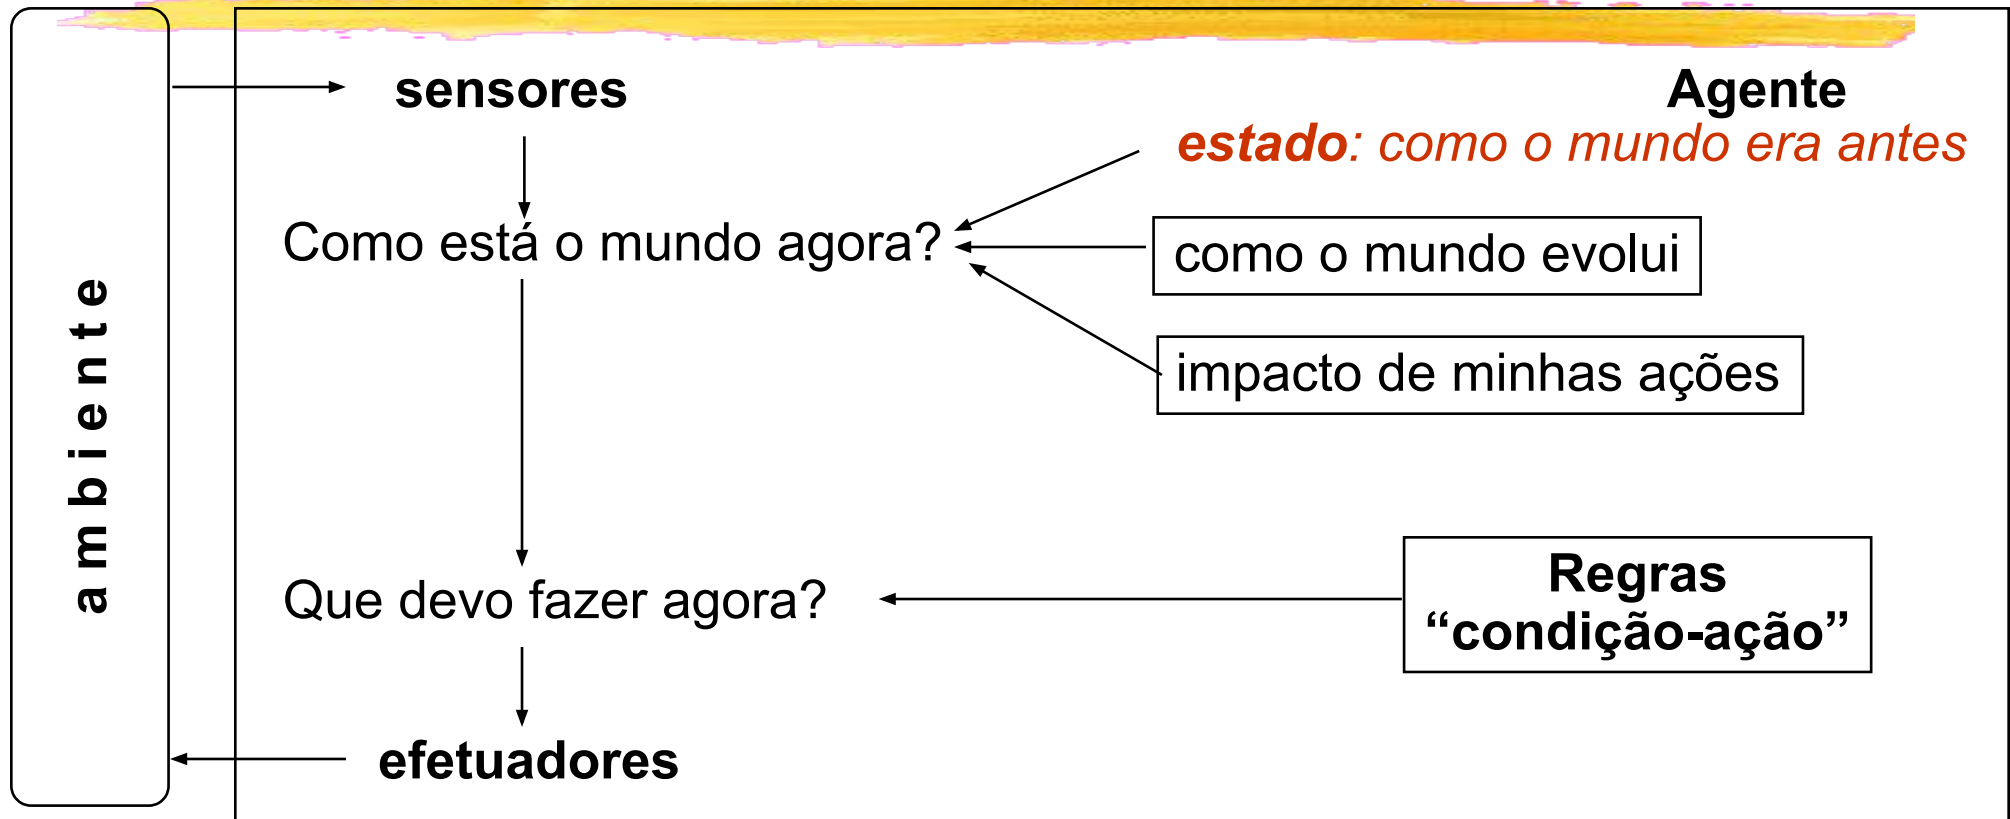 sensores
Agente
estado: como o mundo era antes
Como está o mundo agora?
como o mundo evolui
impacto de minhas ações
ambiente
Que devo fazer agora?
Regras
“condição-ação”
efetuadores